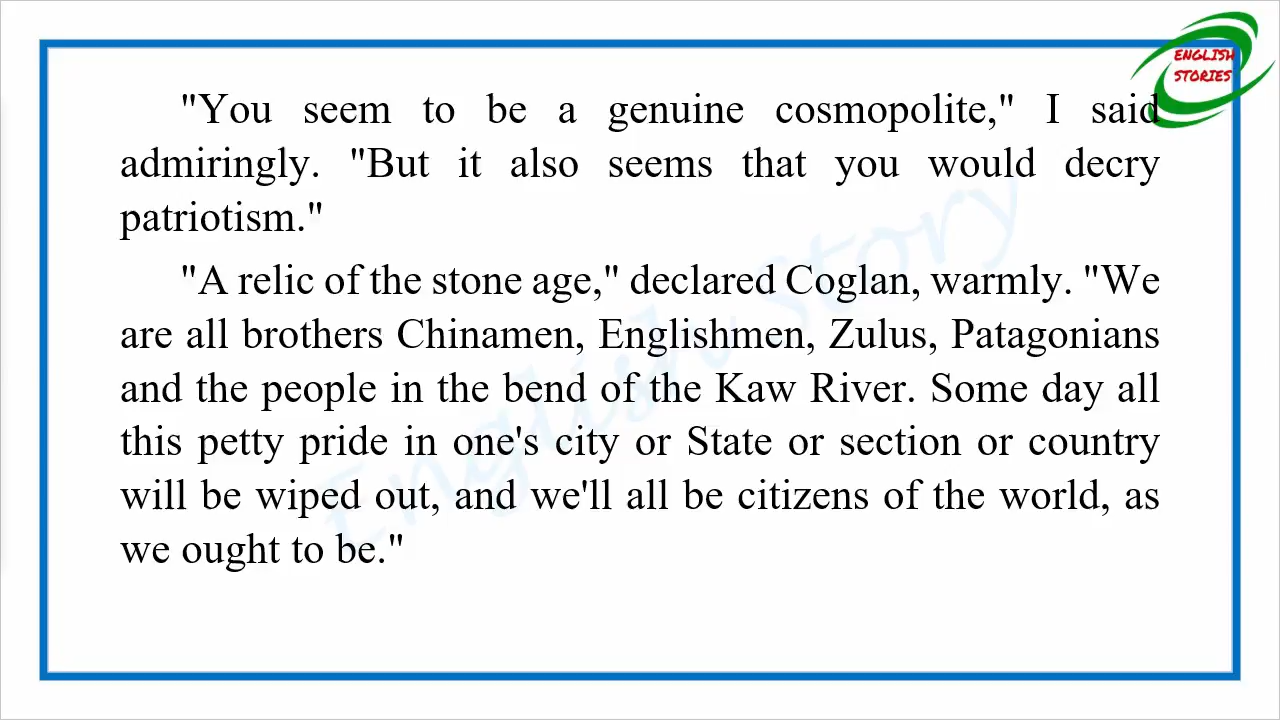 ENGLISH
STORIES
"You seem to be a genuine cosmopolite," I said
admiringly. "But it also seems that you would decry
patriotism."
"A relic of the stone age," declared Coglan, warmly. "We
are all brothers Chinamen, Englishmen, Zulus, Patagonians
and the people in the bend of the Kaw River. Some day all
this petty pride in one's city or State or section or country
will be wiped out, and we'll all be citizens of the world, as
we ought to be."
English Story